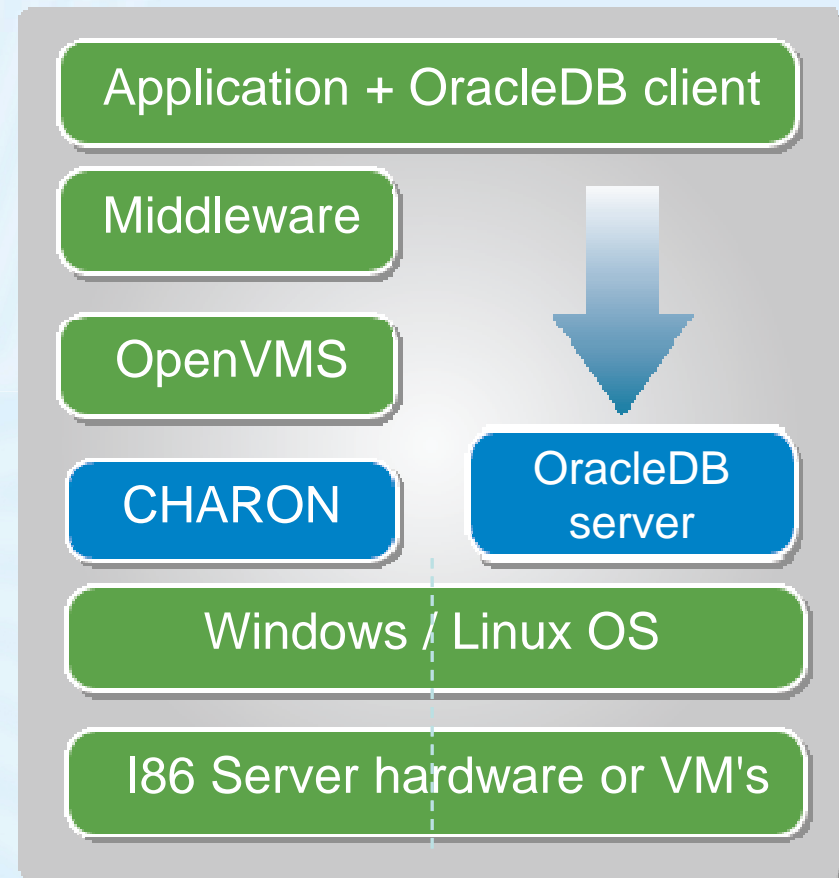 Application + OracleDB client
Middleware
OpenVMS
CHARON
OracleDB
server
Windows / Linux OS
I86 Server hardware or VM's